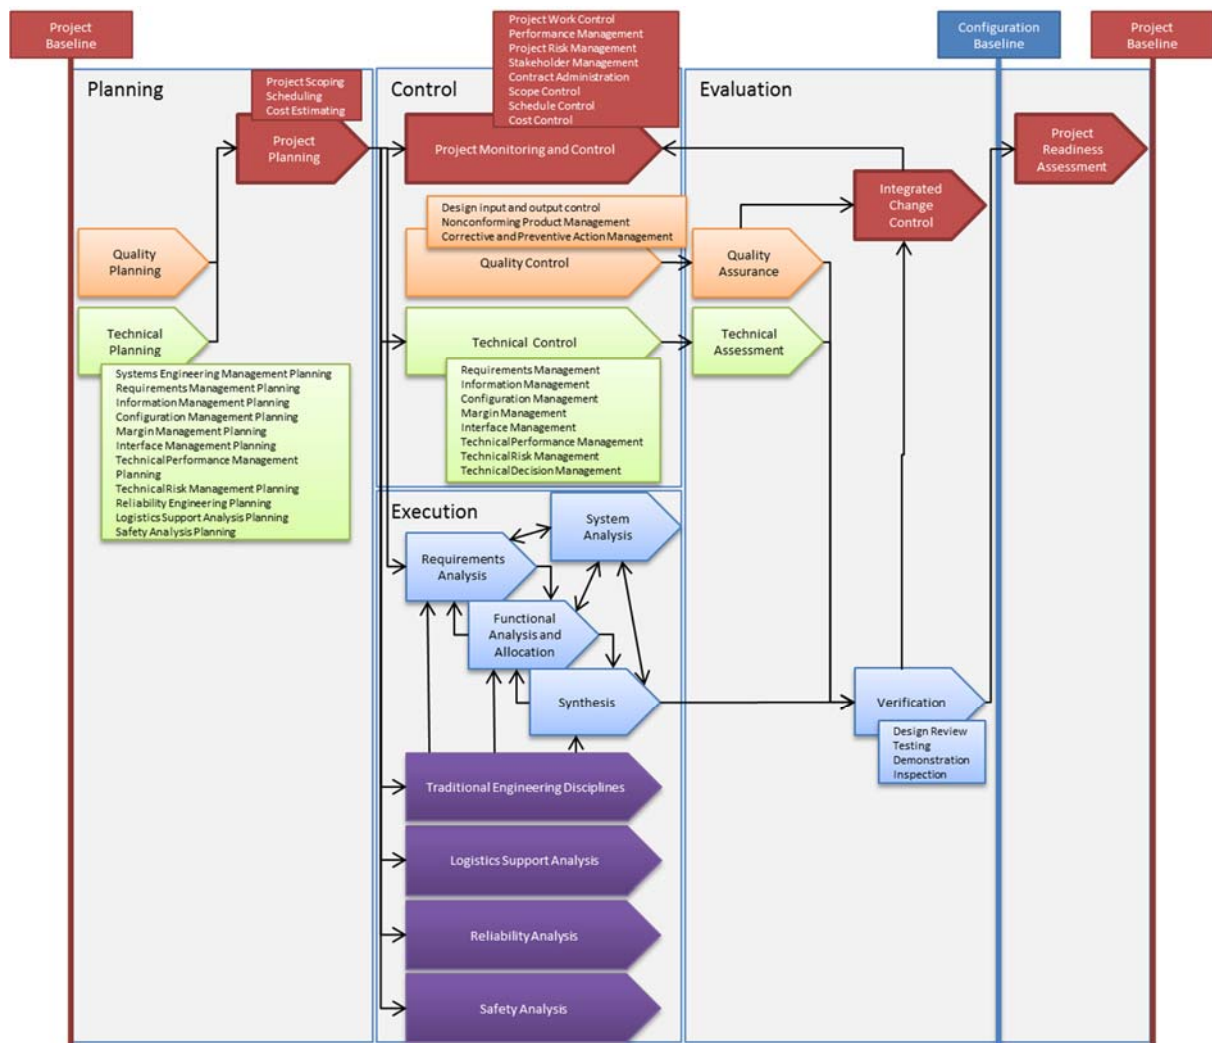 Project
Baseline
Configuration
Baseline
Project
Baseline
Planning
Project Scoping
Scheduling
Cost Estimating
Project
Planning
Quality
Planning
Technical
Planning
Systems Engineering Management Planning
Requirements Management Planning
Information Management Planning
Configuration Management Planning
Margin Management Planning
Interface Management Planning
Technical Performance Management
Planning
Technical Risk Management Planning
Reliability Engineering Planning
Logistics Support Analysis Planning
Safety Analysis Planning
Control
Project Work Control
Performance Management
Project Risk Management
Stakeholder Management
Contract Administration
Scope Control
Schedule Control
Cost Control
Project Monitoring and Control
Design input and output control
Nonconforming Product Management
Corrective and Preventive Action Management
Quality Control
Technical Control
Requirements Management
Information Management
Configuration Management
Margin Management
Interface Management
Technical Performance Management
Technical Risk Management
Technical Decision Management
Execution
System
Analysis
Requirements
Analysis
Functional
Analysis and
Allocation
Synthesis
Traditional Engineering Disciplines
Logistics Support Analysis
Reliability Analysis
Safety Analysis
Evaluation
Integrated
Change
Control
Quality
Assurance
Technical
Assessment
Verification
Design Review
Testing
Demonstration
Inspection
Project
Readiness
Assessment